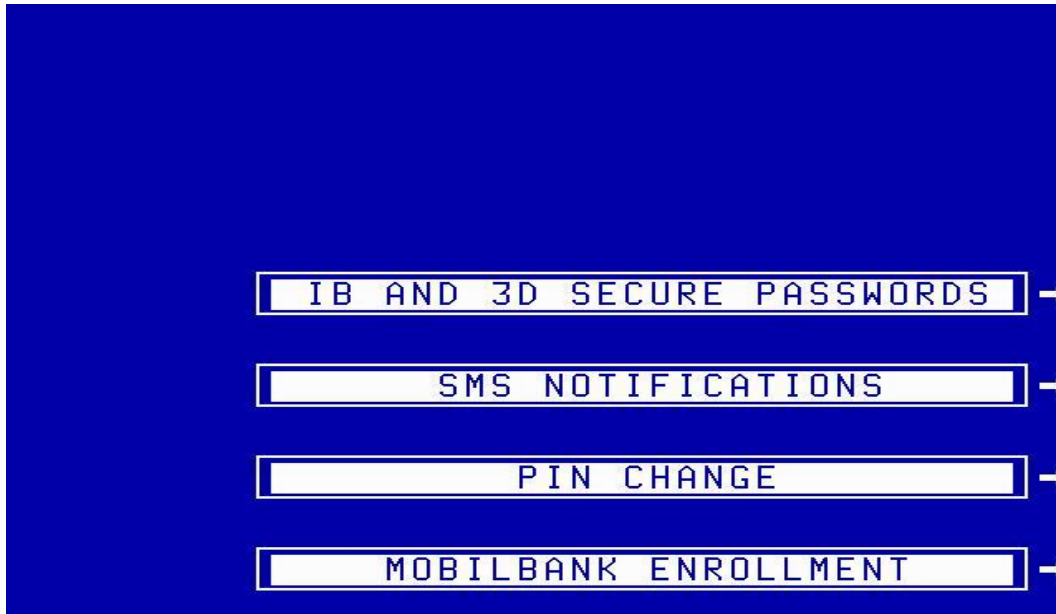 IB AND 3D SECURE PASSWORDS
SMS NOTIFICATIONS
PIN CHANGE
MOBILBANK ENROLLMENT